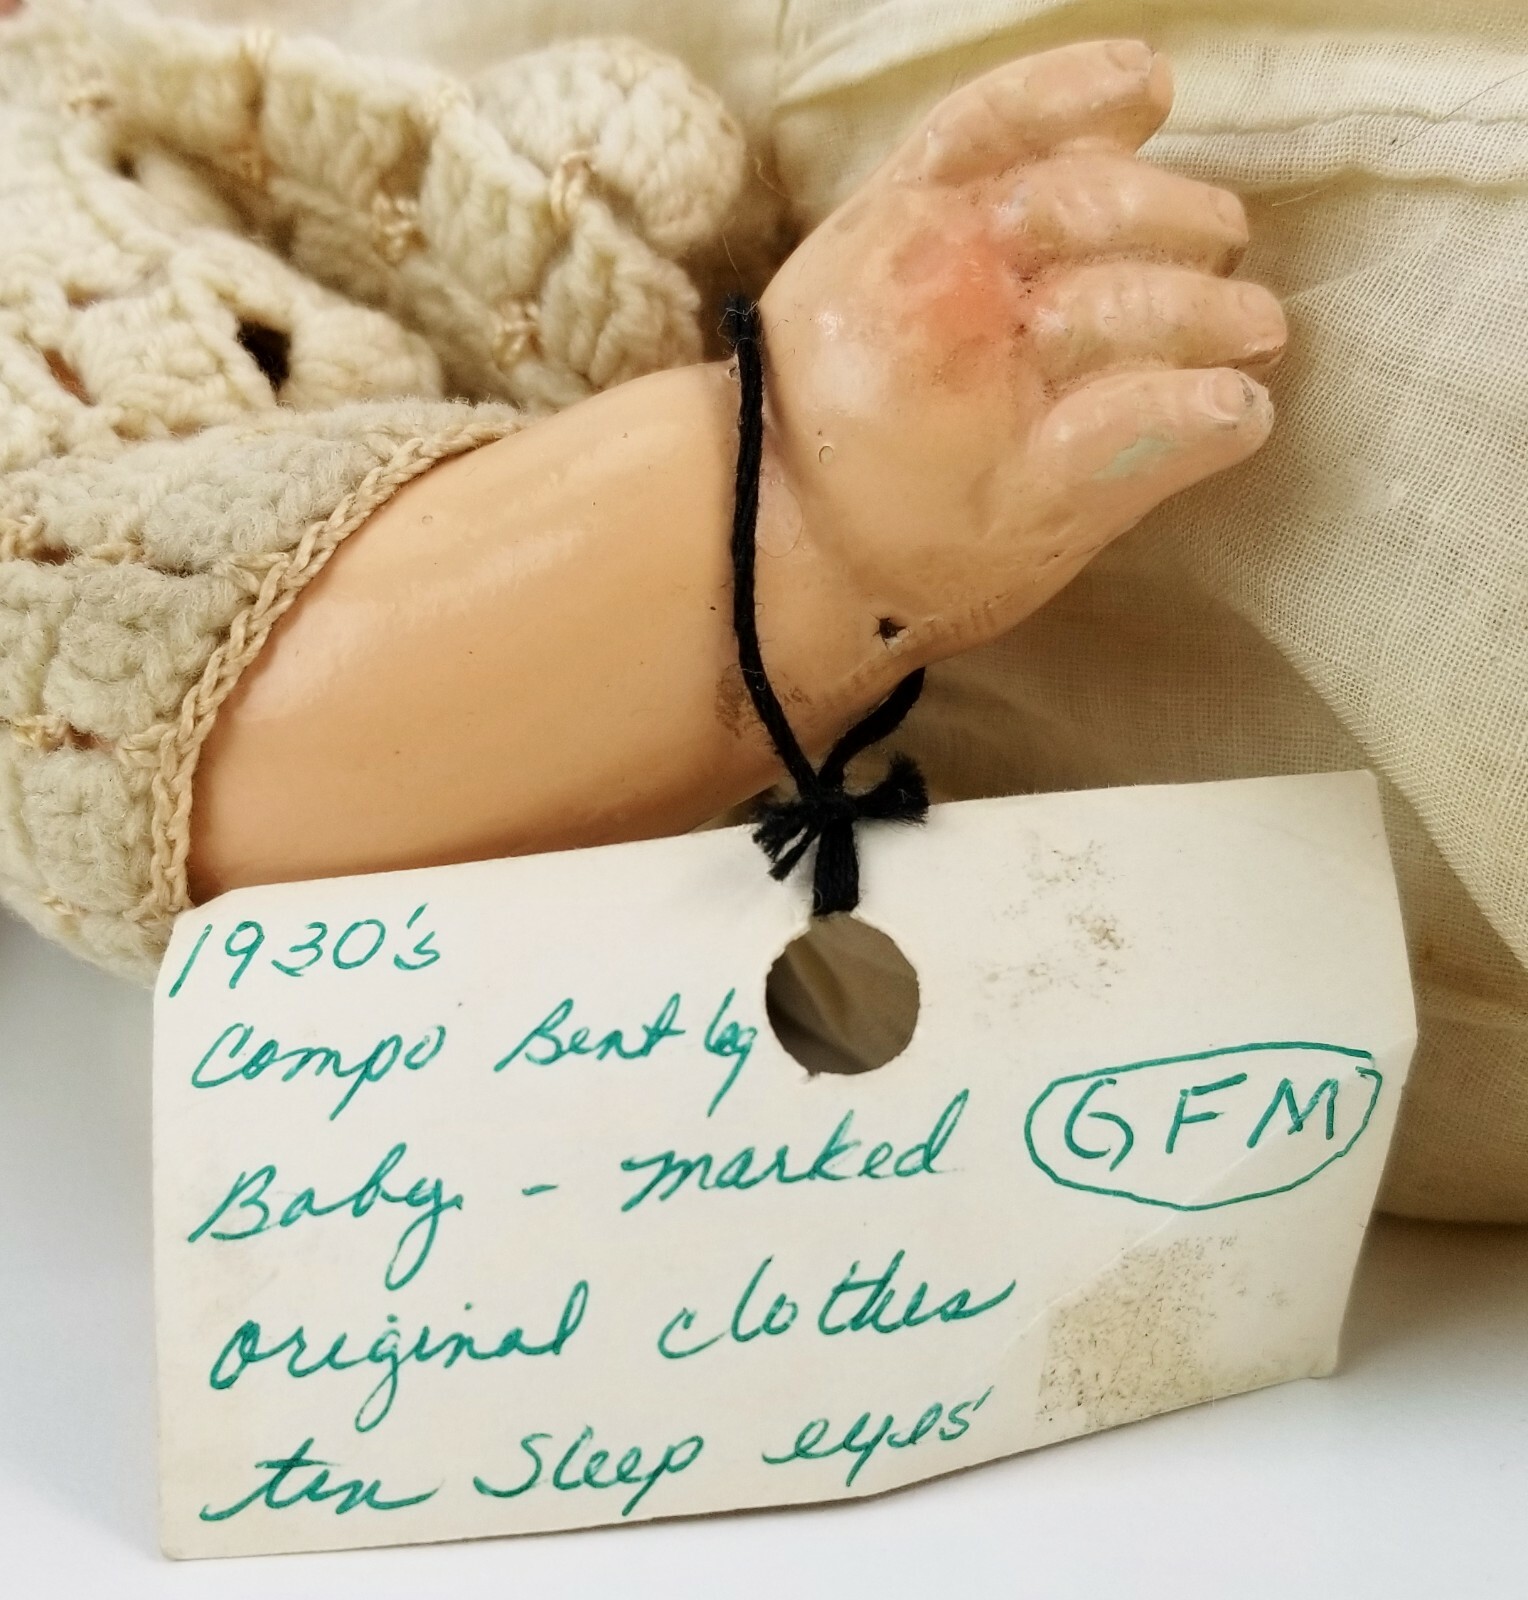 1930's
Compo Bent leg
Baby - marked GFM
original clothes
tin Sleep eyes